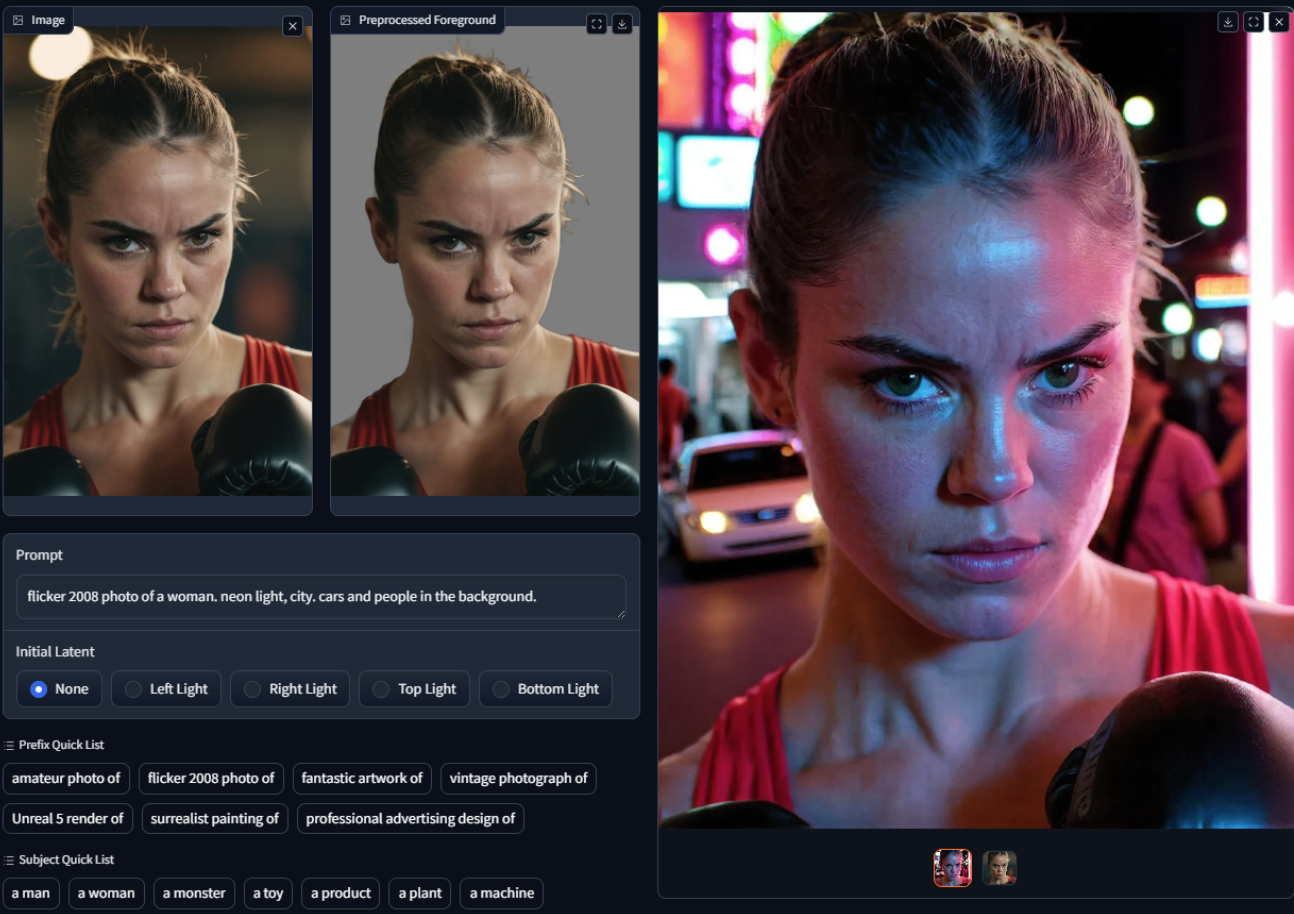 Image
Preprocessed Foreground
Prompt
flicker 2008 photo of a woman. neon light, city. cars and people in the background.
Initial Latent
None
Left Light
Right Light
Top Light
Bottom Light
Prefix Quick List
amateur photo of
flicker 2008 photo of
fantastic artwork of
vintage photograph of
Unreal 5 render of
surrealist painting of
professional advertising design of
Subject Quick List
a man
a woman
a monster
a toy
a product
a plant
a machine